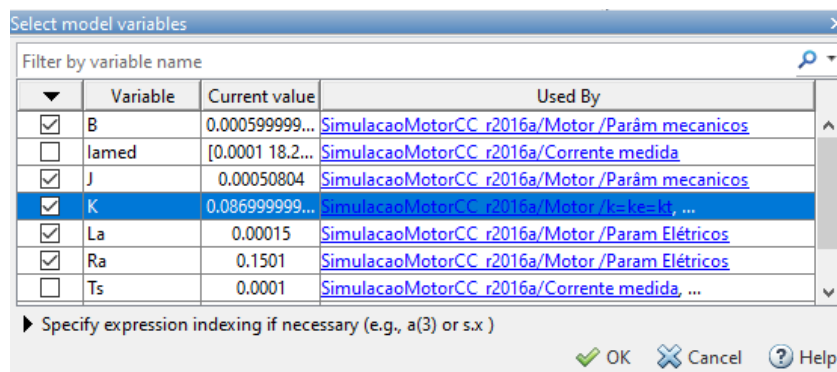 Select model variables
Filter by variable name
Variable Current value Used By
B 0.000599999... SimulacaoMotorCC_r2016a/Motor /Parâm mecanicos
Iamed [0.0001 18.2... SimulacaoMotorCC_r2016a/Corrente medida
J 0.00050804 SimulacaoMotorCC_r2016a/Motor /Parâm mecanicos
K 0.086999999... SimulacaoMotorCC_r2016a/Motor /k=ke=kt, ...
La 0.00015 SimulacaoMotorCC_r2016a/Motor /Param Elétricos
Ra 0.1501 SimulacaoMotorCC_r2016a/Motor /Param Elétricos
Ts 0.0001 SimulacaoMotorCC_r2016a/Corrente medida, ...
Specify expression indexing if necessary (e.g., a(3) or s.x )
OK Cancel Help